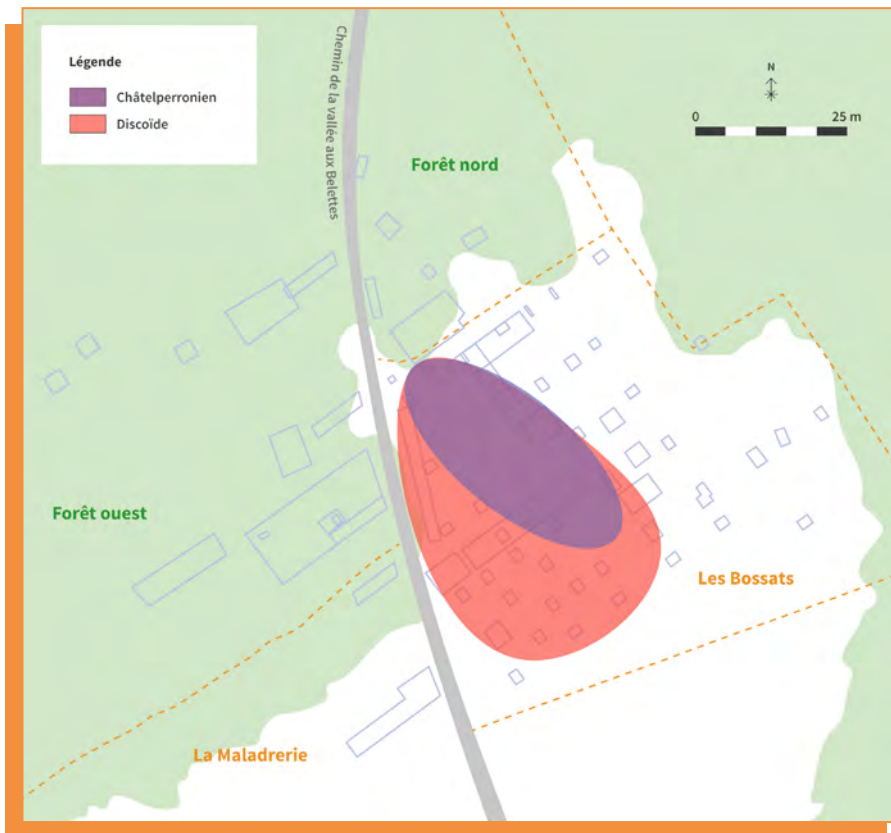 Légende
Châtelperronien
Discoïde
Chemin de la vallée aux Belettes
N
0 25 m
Forêt nord
Forêt ouest
Les Bossats
La Maladrerie